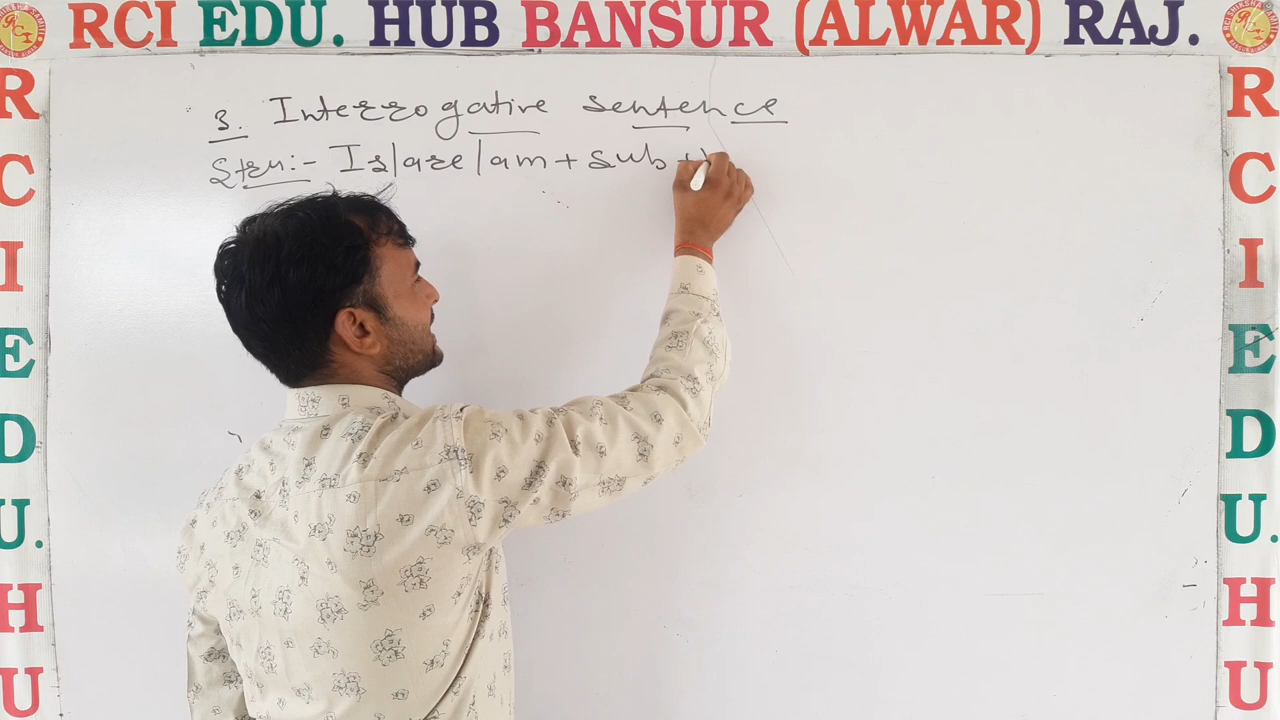 RCI EDU. HUB BANSUR (ALWAR) RAJ.
3. Interrogative Sentence
Stru:- Is/are/am + sub +
R
C
I
E
D
U.
H
U
R
C
I
E
D
U.
H
U